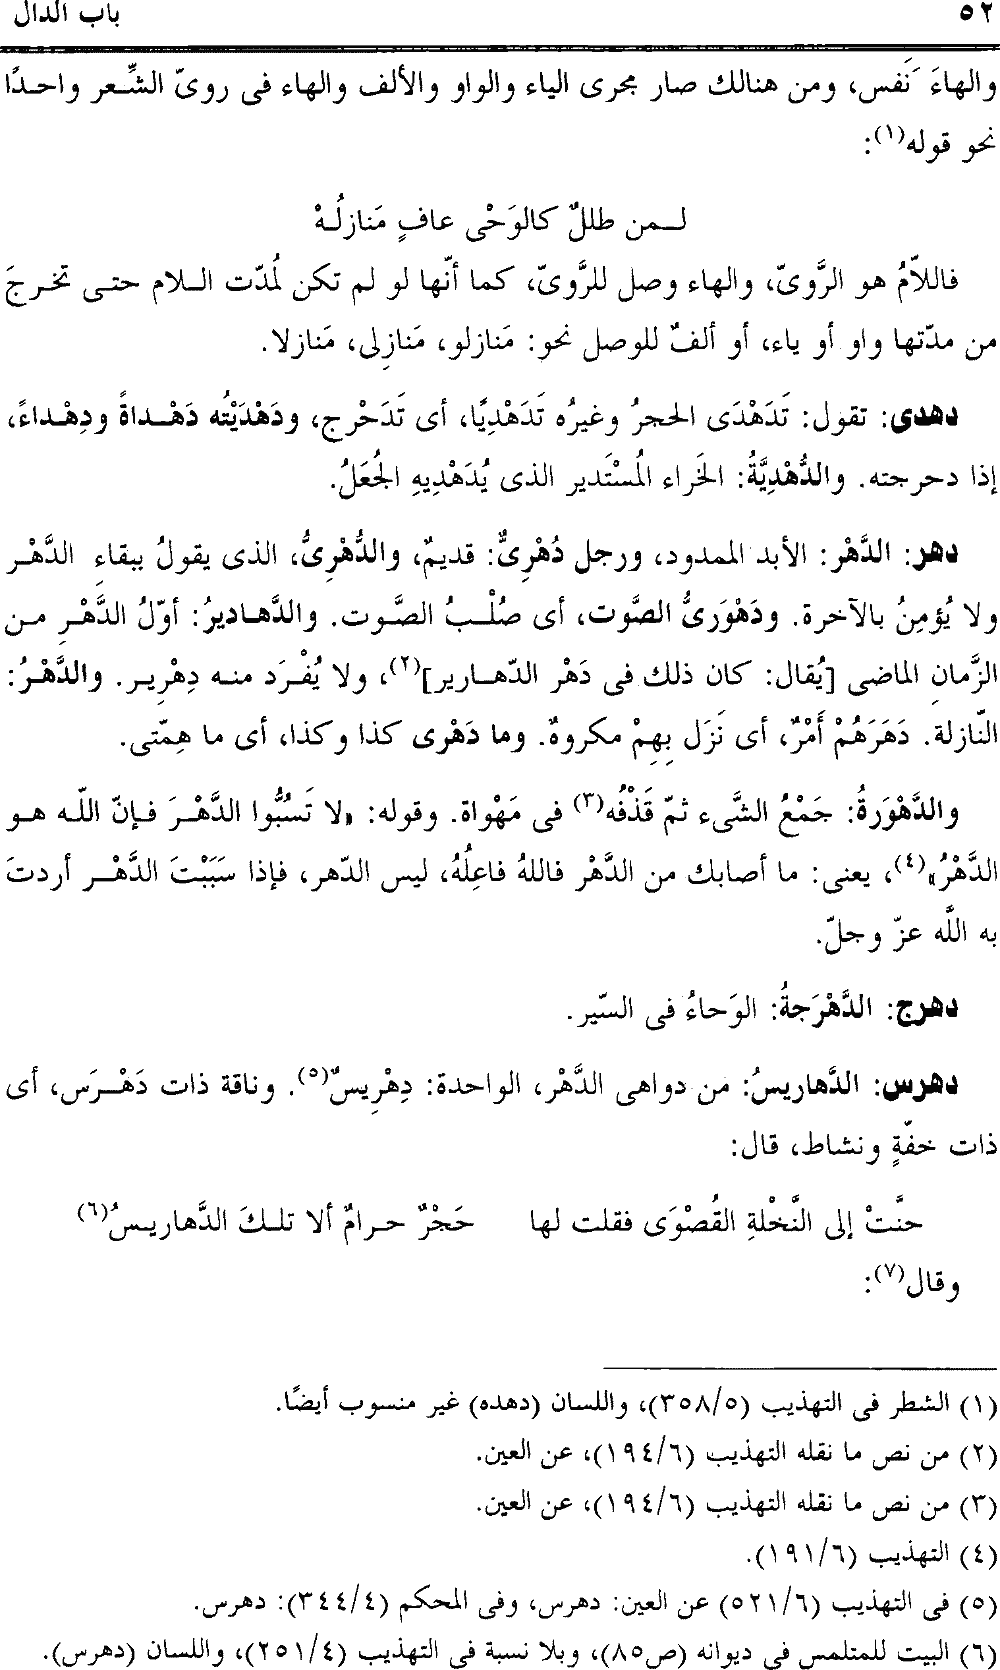 ٥٢ باب الدال
والهاءَ نَفَس، ومن هنالك صار مجرى الياء والواو والألف والهاء فى روىّ الشِّعر واحدًا
نحو قوله(١):
لـمن طللٌ كالوَحْى عافٍ مَنازلُهْ
فاللاّمُ هو الرَّوىّ، والهاء وصل للرَّوىّ، كما أنّها لو لم تكن لمُدّت اللام حتى تخرجَ
من مدّتها واو أو ياء، أو ألفٌ للوصل نحو: مَنازلو، مَنازِلى، مَنازلا.
دهدى: تقول: تَدَهْدَى الحجرُ وغيرُه تَدَهْدِيًا، أى تَدَحْرج، ودَهْدَيْتُه دَهْداةً ودِهْداءً،
إذا دحرجته. والدُّهْدِيَّةُ: الخَراء المُسْتَدير الذى يُدَهْدِيهِ الجُعَلُ.
دهر: الدَّهْر: الأبد الممدود، ورجل دُهْرِىٌّ: قديمٌ، والدُّهْرِىُّ، الذى يقولُ ببقاءِ الدَّهْر
ولا يُؤمِنُ بالآخرة. ودَهْوَرَىُّ الصَّوت، أى صُلْبُ الصَّوت. والدَّهاديرُ: أوّلُ الدَّهْرِ من
الزَّمانِ الماضى [يُقال: كان ذلك فى دَهْر الدّهارير](٢)، ولا يُفْرَد منه دِهْرِير. والدَّهْرُ:
النّازلة. دَهَرَهُمْ أَمْرٌ، أى نَزَل بِهِمْ مكروهٌ. وما دَهْرى كذا وكذا، أى ما هِمّتى.
والدَّهْوَرةُ: جَمْعُ الشَّىء ثمّ قَذْفُه(٣) فى مَهْواة. وقوله: «لا تَسُبُّوا الدَّهْرَ فإنّ اللّه هو
الدَّهْرُ»(٤)، يعنى: ما أصابك من الدَّهْر فاللهُ فاعِلُهُ، ليس الدّهر، فإذا سَبَبْتَ الدَّهْر أردتَ
به اللَّه عزّ وجلّ.
دهرج: الدَّهْرَجةُ: الوَحاءُ فى السّير.
دهرس: الدَّهاريسُ: من دواهى الدَّهْر، الواحدة: دِهْرِيسٌ(٥). وناقة ذات دَهْرَس، أى
ذات خفّةٍ ونشاط، قال:
حنَّتْ إلى النَّخْلةِ القُصْوَى فقلت لها حَجْرٌ حرامٌ ألا تلكَ الدَّهاريسُ(٦)
وقال(٧):
(١) الشطر فى التهذيب (٣٥٨/٥)، واللسان (دهده) غير منسوب أيضًا.
(٢) من نص ما نقله التهذيب (١٩٤/٦)، عن العين.
(٣) من نص ما نقله التهذيب (١٩٤/٦)، عن العين.
(٤) التهذيب (١٩١/٦).
(٥) فى التهذيب (٥٢١/٦) عن العين: دهرس، وفى المحكم (٣٤٤/٤): دهرس.
(٦) البيت للمتلمس فى ديوانه (ص٨٥)، وبلا نسبة فى التهذيب (٢٥١/٤)، واللسان (دهرس).